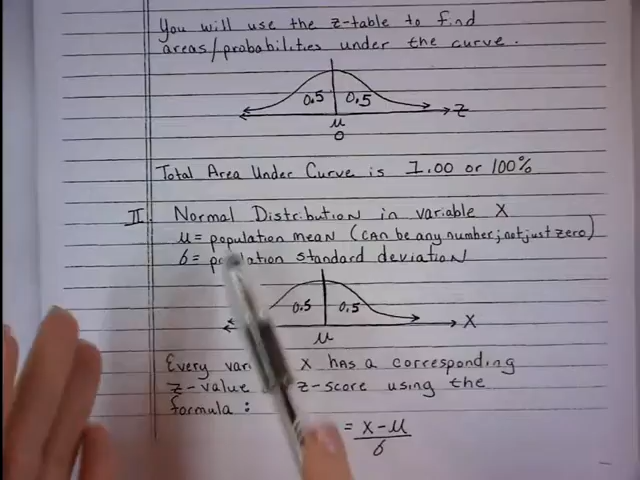 You will use the z-table to find
areas/probabilities under the curve.
0.5 0.5
Z
μ
0
Total Area Under Curve is 1.00 or 100%
II. Normal Distribution in variable X
μ = population mean (can be any number; not just zero)
σ = standard deviation
0.5 0.5
X
μ
Every X has a corresponding
z-value z-score using the
formula:
= X-μ
σ